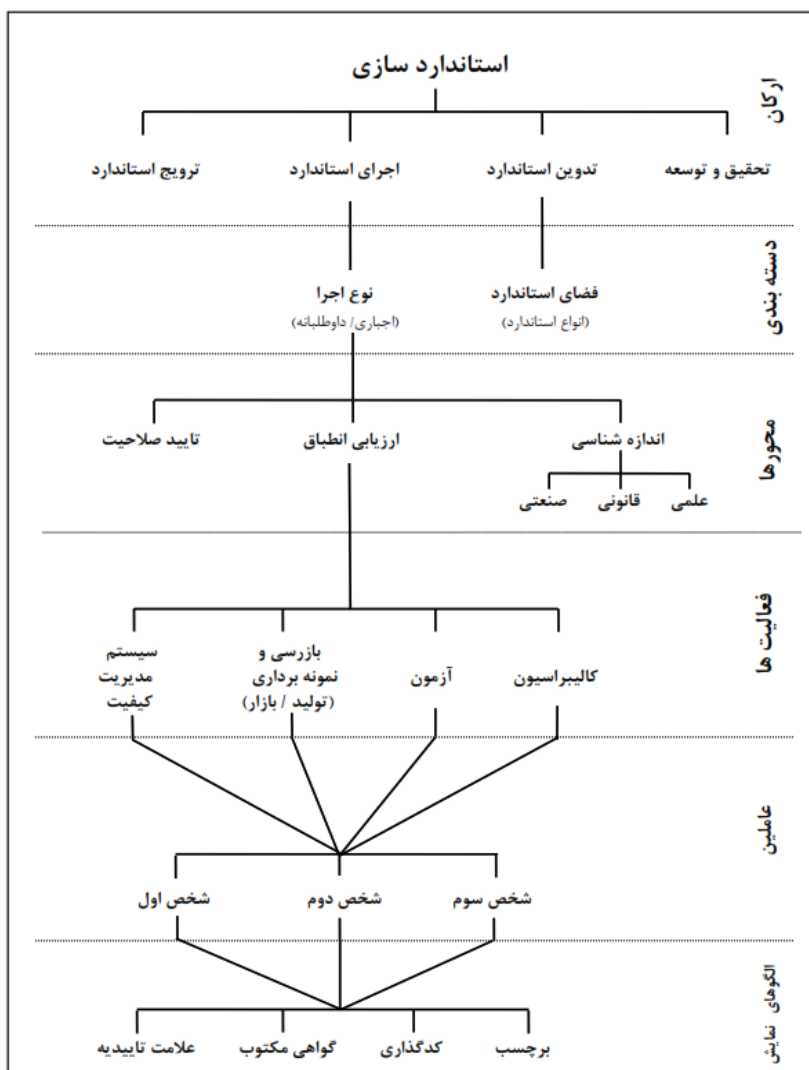 استاندارد سازی
ارکان
تحقیق و توسعه
تدوین استاندارد
اجرای استاندارد
ترویج استاندارد
دسته بندی
فضای استاندارد
(انواع استاندارد)
نوع اجرا
(اجباری/ داوطلبانه)
محورها
اندازه شناسی
ارزیابی انطباق
تایید صلاحیت
علمی
قانونی
صنعتی
فعالیت ها
کالیبراسیون
آزمون
بازرسی و
نمونه برداری
(تولید / بازار)
سیستم
مدیریت
کیفیت
عاملین
شخص سوم
شخص دوم
شخص اول
الگوهای نمایش
برچسب
کدگذاری
گواهی مکتوب
علامت تاییدیه